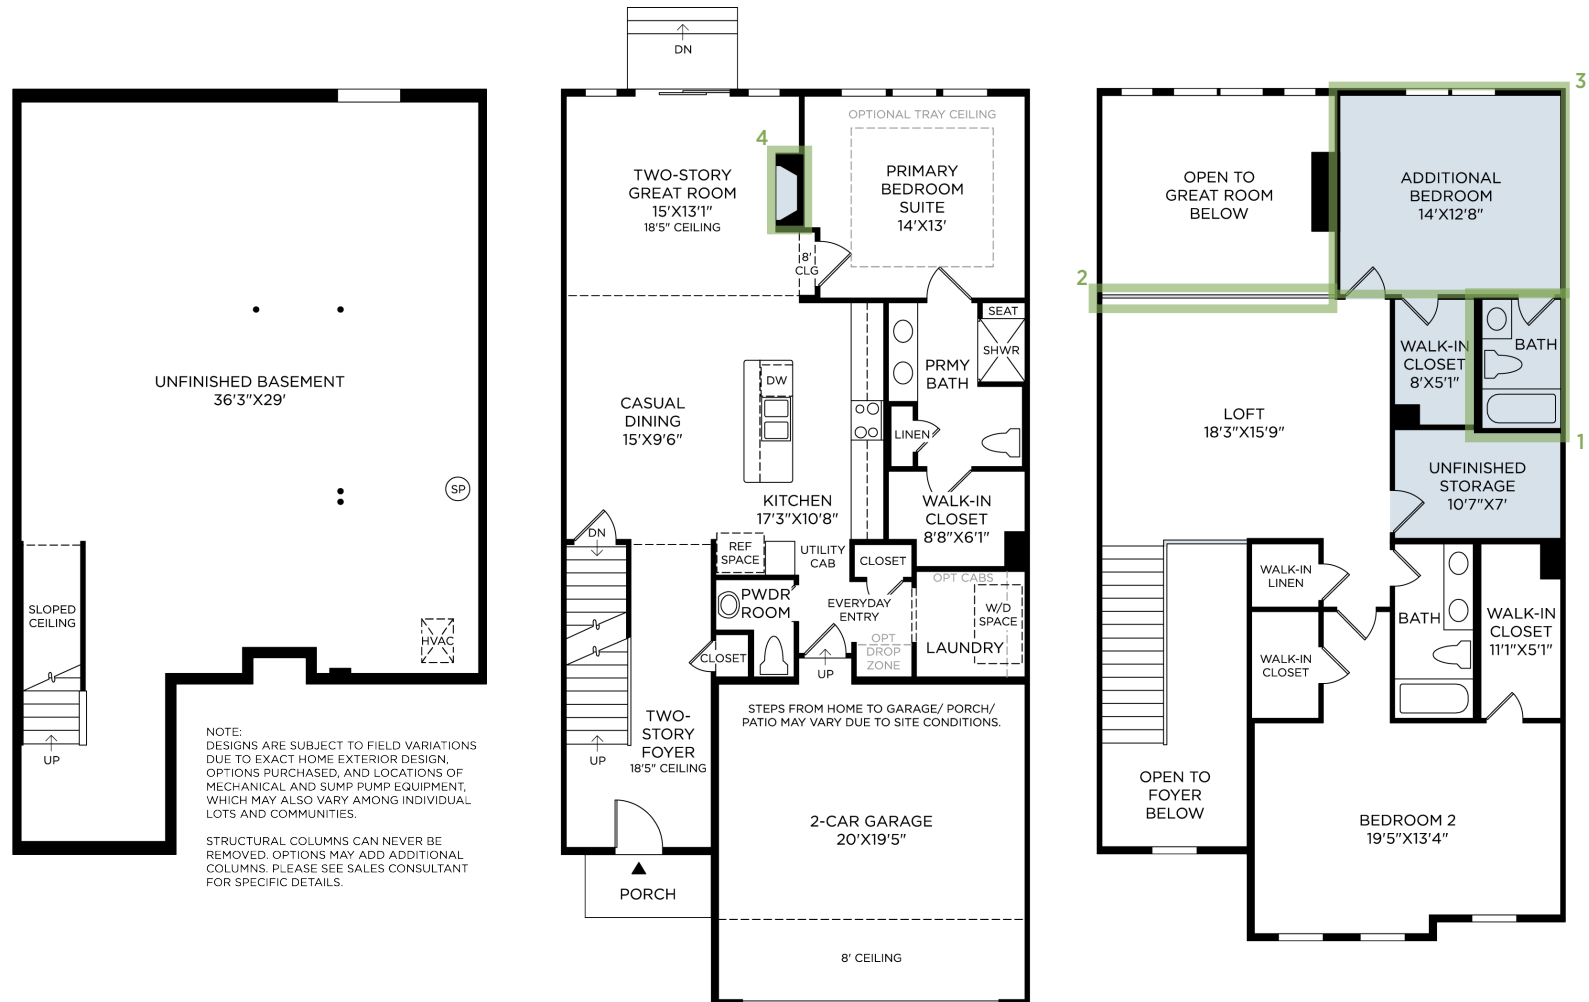 UNFINISHED BASEMENT
36'3"X29'
SP
SLOPED
CEILING
HVAC
UP
NOTE:
DESIGNS ARE SUBJECT TO FIELD VARIATIONS
DUE TO EXACT HOME EXTERIOR DESIGN,
OPTIONS PURCHASED, AND LOCATIONS OF
MECHANICAL AND SUMP PUMP EQUIPMENT,
WHICH MAY ALSO VARY AMONG INDIVIDUAL
LOTS AND COMMUNITIES.
STRUCTURAL COLUMNS CAN NEVER BE
REMOVED. OPTIONS MAY ADD ADDITIONAL
COLUMNS. PLEASE SEE SALES CONSULTANT
FOR SPECIFIC DETAILS.
DN
4
TWO-STORY
GREAT ROOM
15'X13'1"
18'5" CEILING
OPTIONAL TRAY CEILING
PRIMARY
BEDROOM
SUITE
14'X13'
8'
CLG
SEAT
SHWR
PRMY
BATH
LINEN
DW
CASUAL
DINING
15'X9'6"
KITCHEN
17'3"X10'8"
WALK-IN
CLOSET
8'8"X6'1"
DN
REF
SPACE
UTILITY
CAB
CLOSET
OPT CABS
PWDR
ROOM
EVERYDAY
ENTRY
W/D
SPACE
OPT
DROP
ZONE
LAUNDRY
CLOSET
UP
STEPS FROM HOME TO GARAGE/ PORCH/
PATIO MAY VARY DUE TO SITE CONDITIONS.
TWO-
STORY
FOYER
18'5" CEILING
UP
2-CAR GARAGE
20'X19'5"
PORCH
8' CEILING
3
OPEN TO
GREAT ROOM
BELOW
ADDITIONAL
BEDROOM
14'X12'8"
2
WALK-IN
CLOSET
8'X5'1"
BATH
1
LOFT
18'3"X15'9"
UNFINISHED
STORAGE
10'7"X7'
WALK-IN
LINEN
BATH
WALK-IN
CLOSET
11'1"X5'1"
WALK-IN
CLOSET
OPEN TO
FOYER
BELOW
BEDROOM 2
19'5"X13'4"